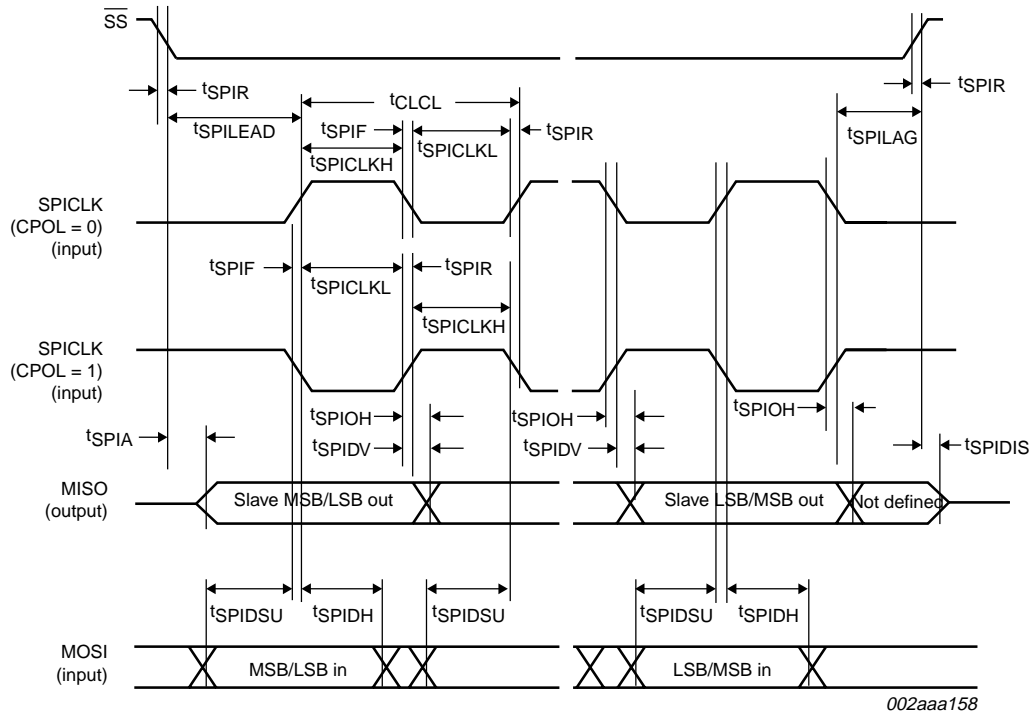 SS
tSPIR
tCLCL
tSPIR
tSPILEAD
tSPIF
tSPICLKH
tSPICLKL
tSPIR
tSPILAG
SPICLK
(CPOL = 0)
(input)
tSPIF
tSPICLKL
tSPIR
tSPICLKH
SPICLK
(CPOL = 1)
(input)
tSPIOH
tSPIOH
tSPIOH
tSPIA
tSPIDV
tSPIDV
tSPIDIS
MISO
(output)
Slave MSB/LSB out
Slave LSB/MSB out
Not defined
tSPIDSU
tSPIDH
tSPIDSU
tSPIDSU
tSPIDH
MOSI
(input)
MSB/LSB in
LSB/MSB in
002aaa158